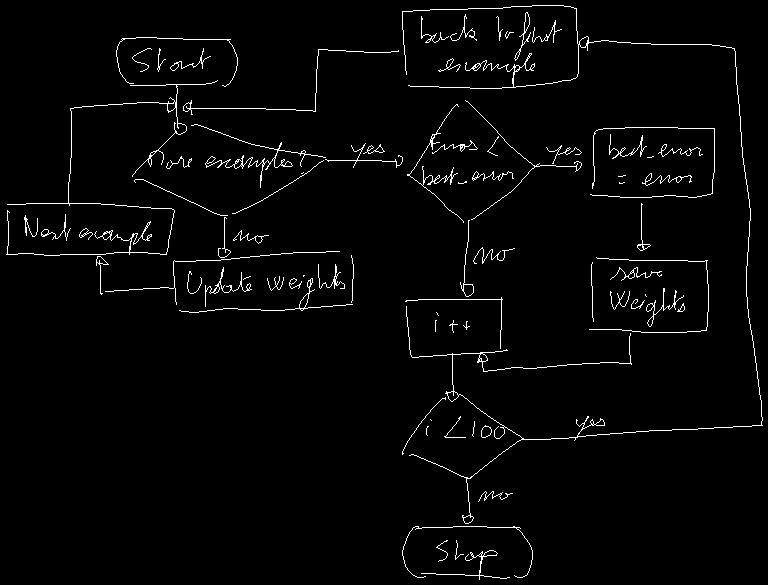 back to first
example
Start
More examples?
yes
Error <
best_error
yes
best_error
= error
Next example
no
Update weights
no
save
Weights
i++
i < 100
yes
no
Stop